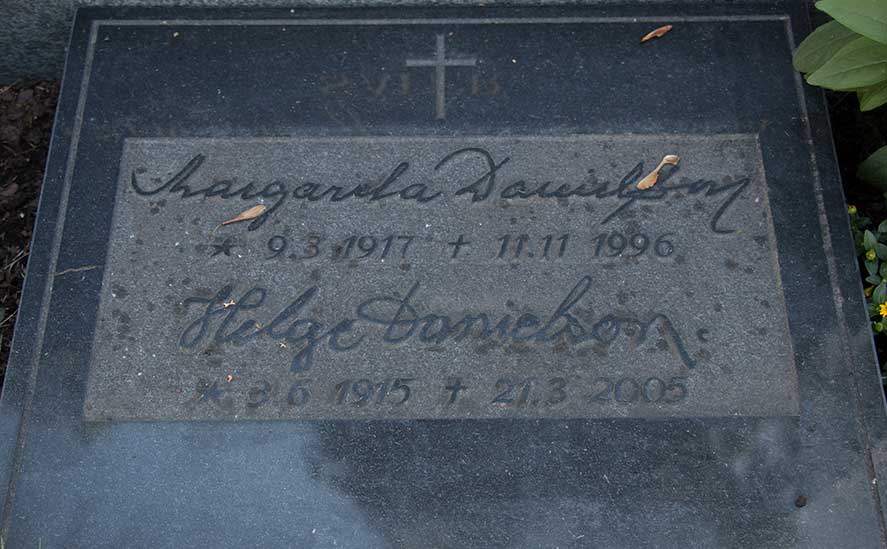 Margareta Danielson
* 9.3 1917 † 11.11 1996
Helge Danielson
* 3 6 1915 † 21.3 2005